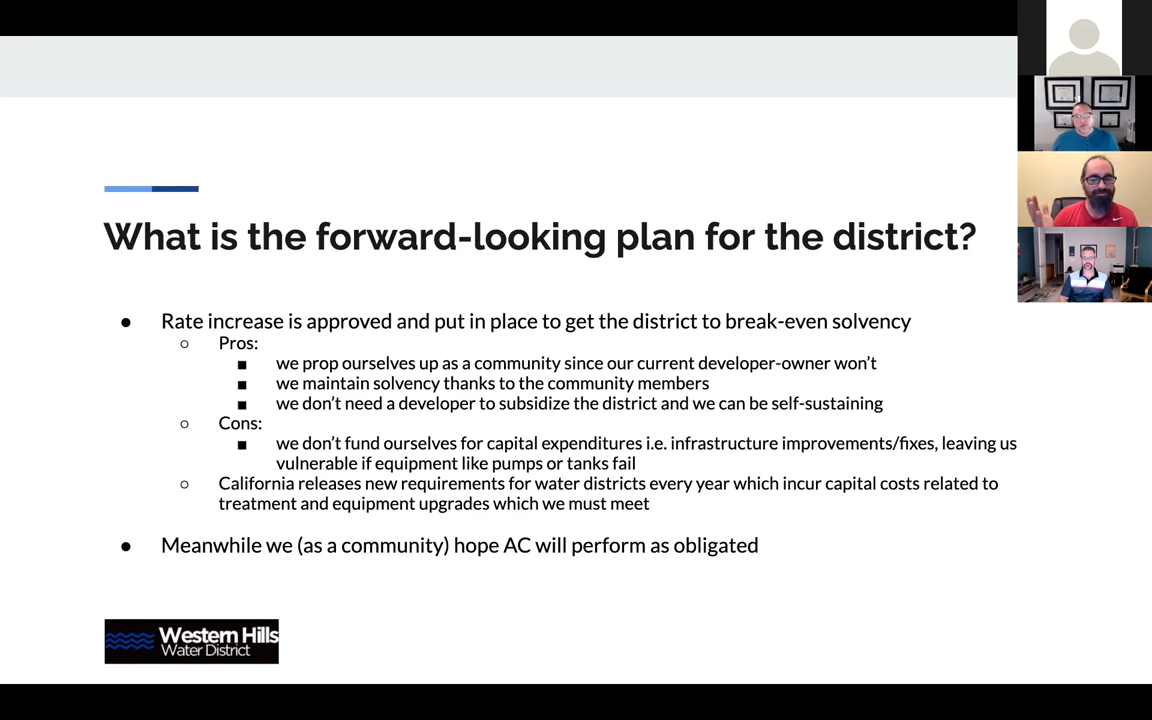 What is the forward-looking plan for the district?
● Rate increase is approved and put in place to get the district to break-even solvency
○ Pros:
■ we prop ourselves up as a community since our current developer-owner won’t
■ we maintain solvency thanks to the community members
■ we don’t need a developer to subsidize the district and we can be self-sustaining
○ Cons:
■ we don’t fund ourselves for capital expenditures i.e. infrastructure improvements/fixes, leaving us
vulnerable if equipment like pumps or tanks fail
○ California releases new requirements for water districts every year which incur capital costs related to
treatment and equipment upgrades which we must meet
● Meanwhile we (as a community) hope AC will perform as obligated
Western Hills
Water District